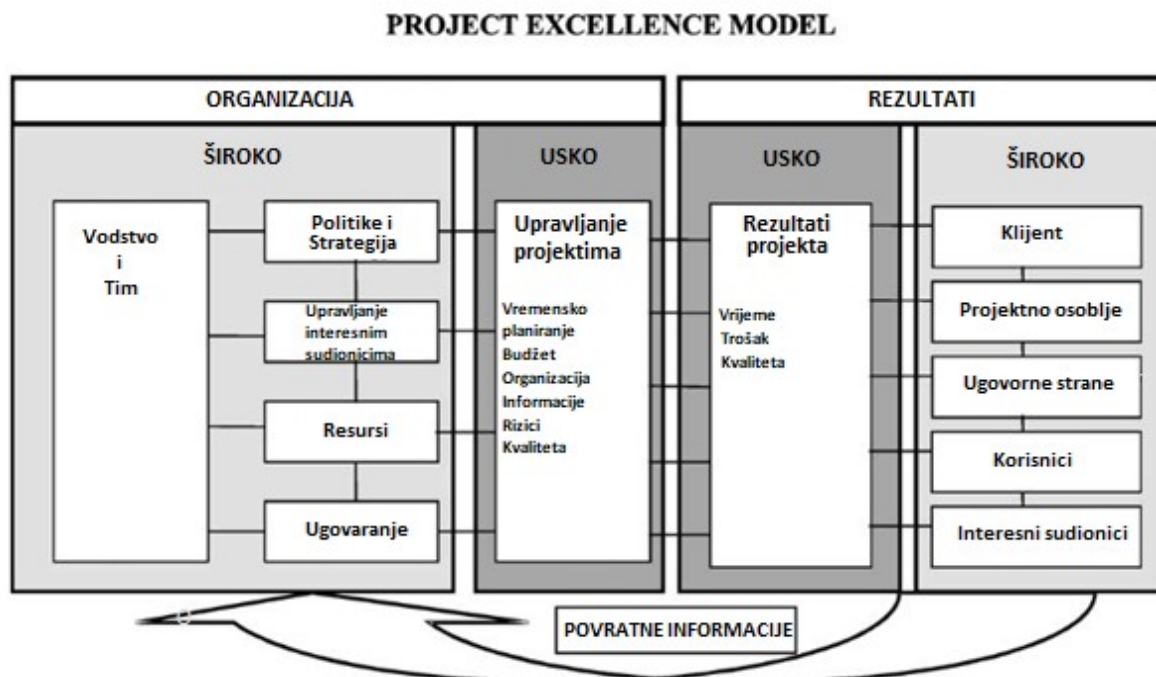 PROJECT EXCELLENCE MODEL
ORGANIZACIJA
REZULTATI
ŠIROKO
USKO
USKO
ŠIROKO
Vodstvo
i
Tim
Politike i
Strategija
Upravljanje
interesnim
sudionicima
Resursi
Ugovaranje
Upravljanje
projektima
Vremensko
planiranje
Budžet
Organizacija
Informacije
Rizici
Kvaliteta
Rezultati
projekta
Vrijeme
Trošak
Kvaliteta
Klijent
Projektno osoblje
Ugovorne strane
Korisnici
Interesni sudionici
POVRATNE INFORMACIJE